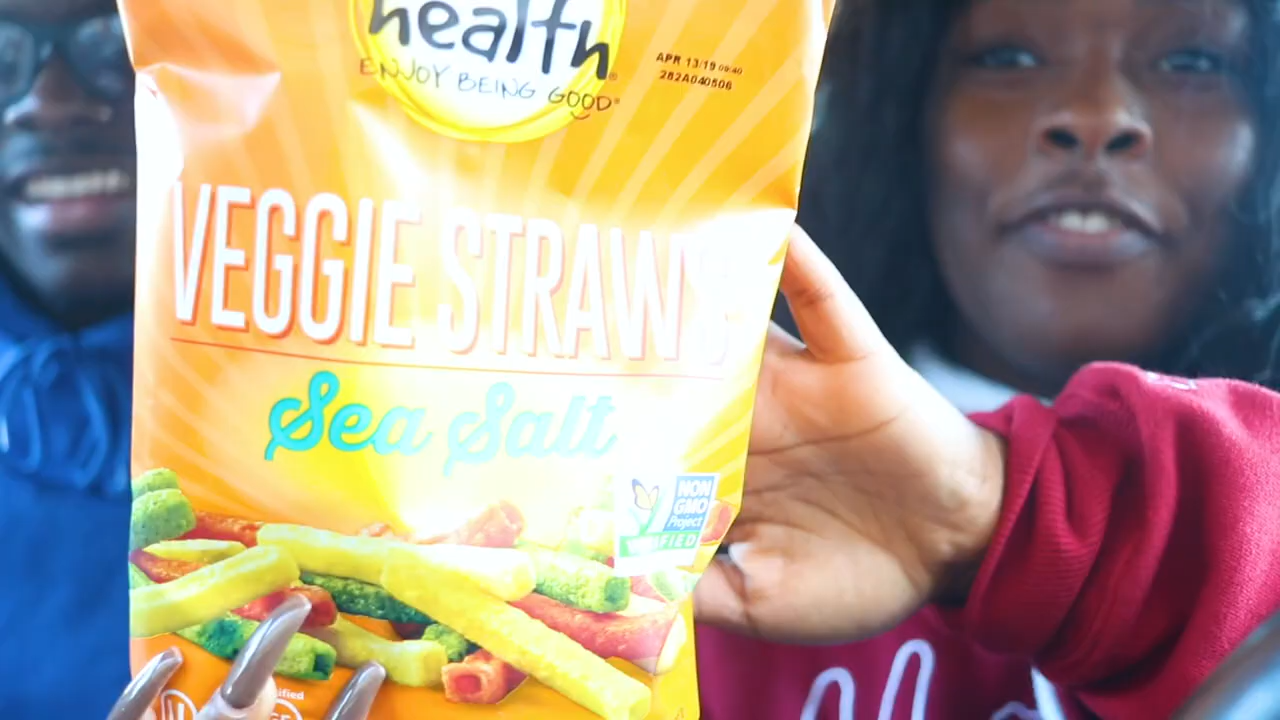 health
ENJOY BEING GOOD
APR 13/19 09:40
282A040506
VEGGIE STRAWS
Sea Salt
NON
GMO
Project
VERIFIED